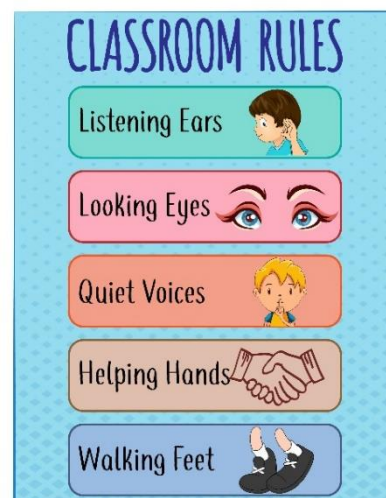 CLASSROOM RULES
Listening Ears
Looking Eyes
Quiet Voices
Helping Hands
Walking Feet